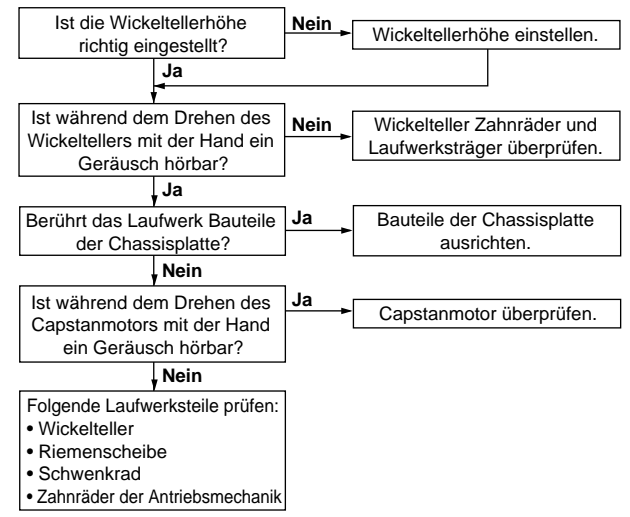 Ist die Wickeltellerhöhe
richtig eingestellt?
Nein
Wickeltellerhöhe einstellen.
Ja
Ist während dem Drehen des
Wickeltellers mit der Hand ein
Geräusch hörbar?
Nein
Wickelteller Zahnräder und
Laufwerksträger überprüfen.
Ja
Berührt das Laufwerk Bauteile
der Chassisplatte?
Ja
Bauteile der Chassisplatte
ausrichten.
Nein
Ist während dem Drehen des
Capstanmotors mit der Hand
ein Geräusch hörbar?
Ja
Capstanmotor überprüfen.
Nein
Folgende Laufwerksteile prüfen:
• Wickelteller
• Riemenscheibe
• Schwenkrad
• Zahnräder der Antriebsmechanik